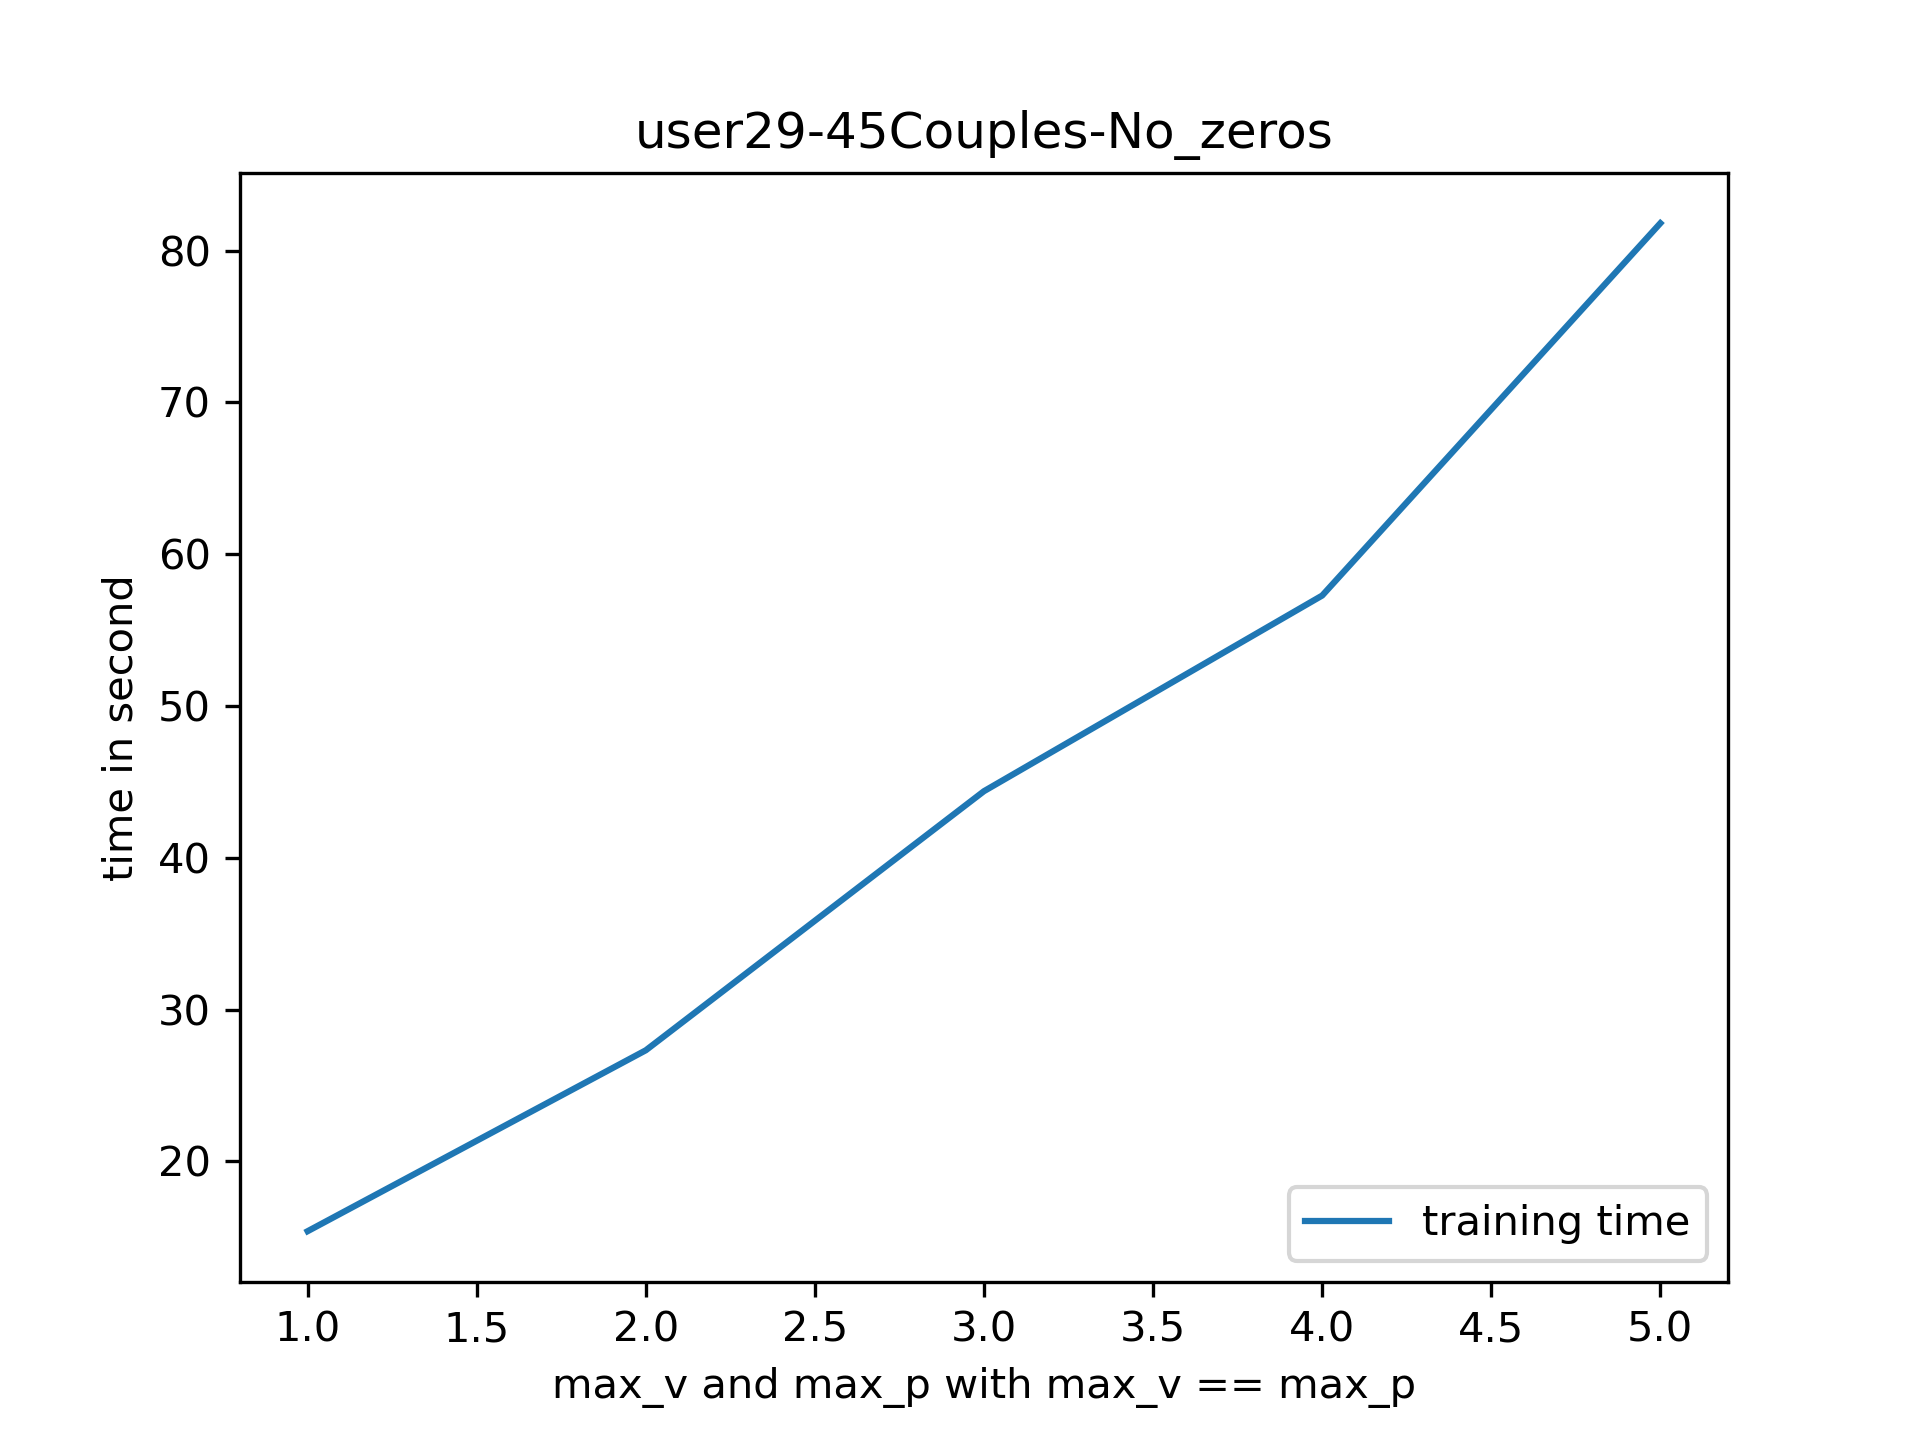 user29-45Couples-No_zeros
80
70
60
50
40
30
20
time in second
training time
1.0 1.5 2.0 2.5 3.0 3.5 4.0 4.5 5.0
max_v and max_p with max_v == max_p